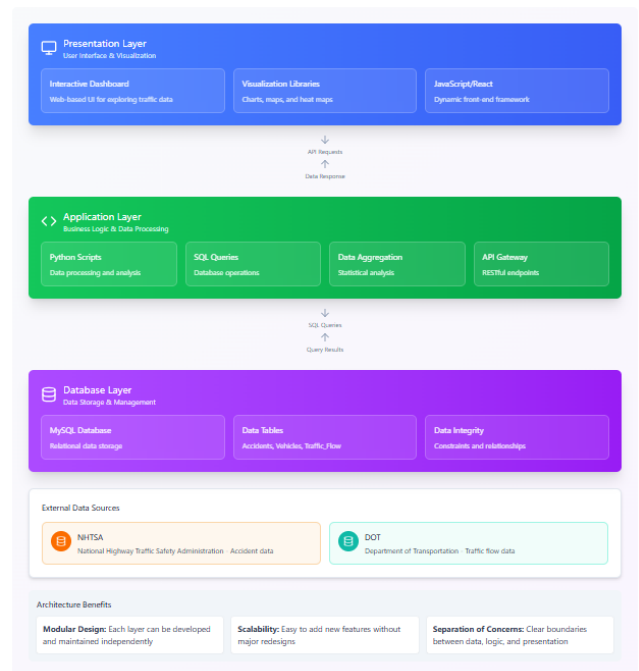 Presentation Layer
User Interface & Visualization
Interactive Dashboard
Web-based UI for exploring traffic data
Visualization Libraries
Charts, maps, and heat maps
JavaScript/React
Dynamic front-end framework
API Requests
Data Response
Application Layer
Business Logic & Data Processing
Python Scripts
Data processing and analysis
SQL Queries
Database operations
Data Aggregation
Statistical analysis
API Gateway
RESTful endpoints
SQL Queries
Query Results
Database Layer
Data Storage & Management
MySQL Database
Relational data storage
Data Tables
Accidents, Vehicles, Traffic_Flow
Data Integrity
Constraints and relationships
External Data Sources
NHTSA
National Highway Traffic Safety Administration · Accident data
DOT
Department of Transportation · Traffic flow data
Architecture Benefits
Modular Design: Each layer can be developed
and maintained independently
Scalability: Easy to add new features without
major redesigns
Separation of Concerns: Clear boundaries
between data, logic, and presentation